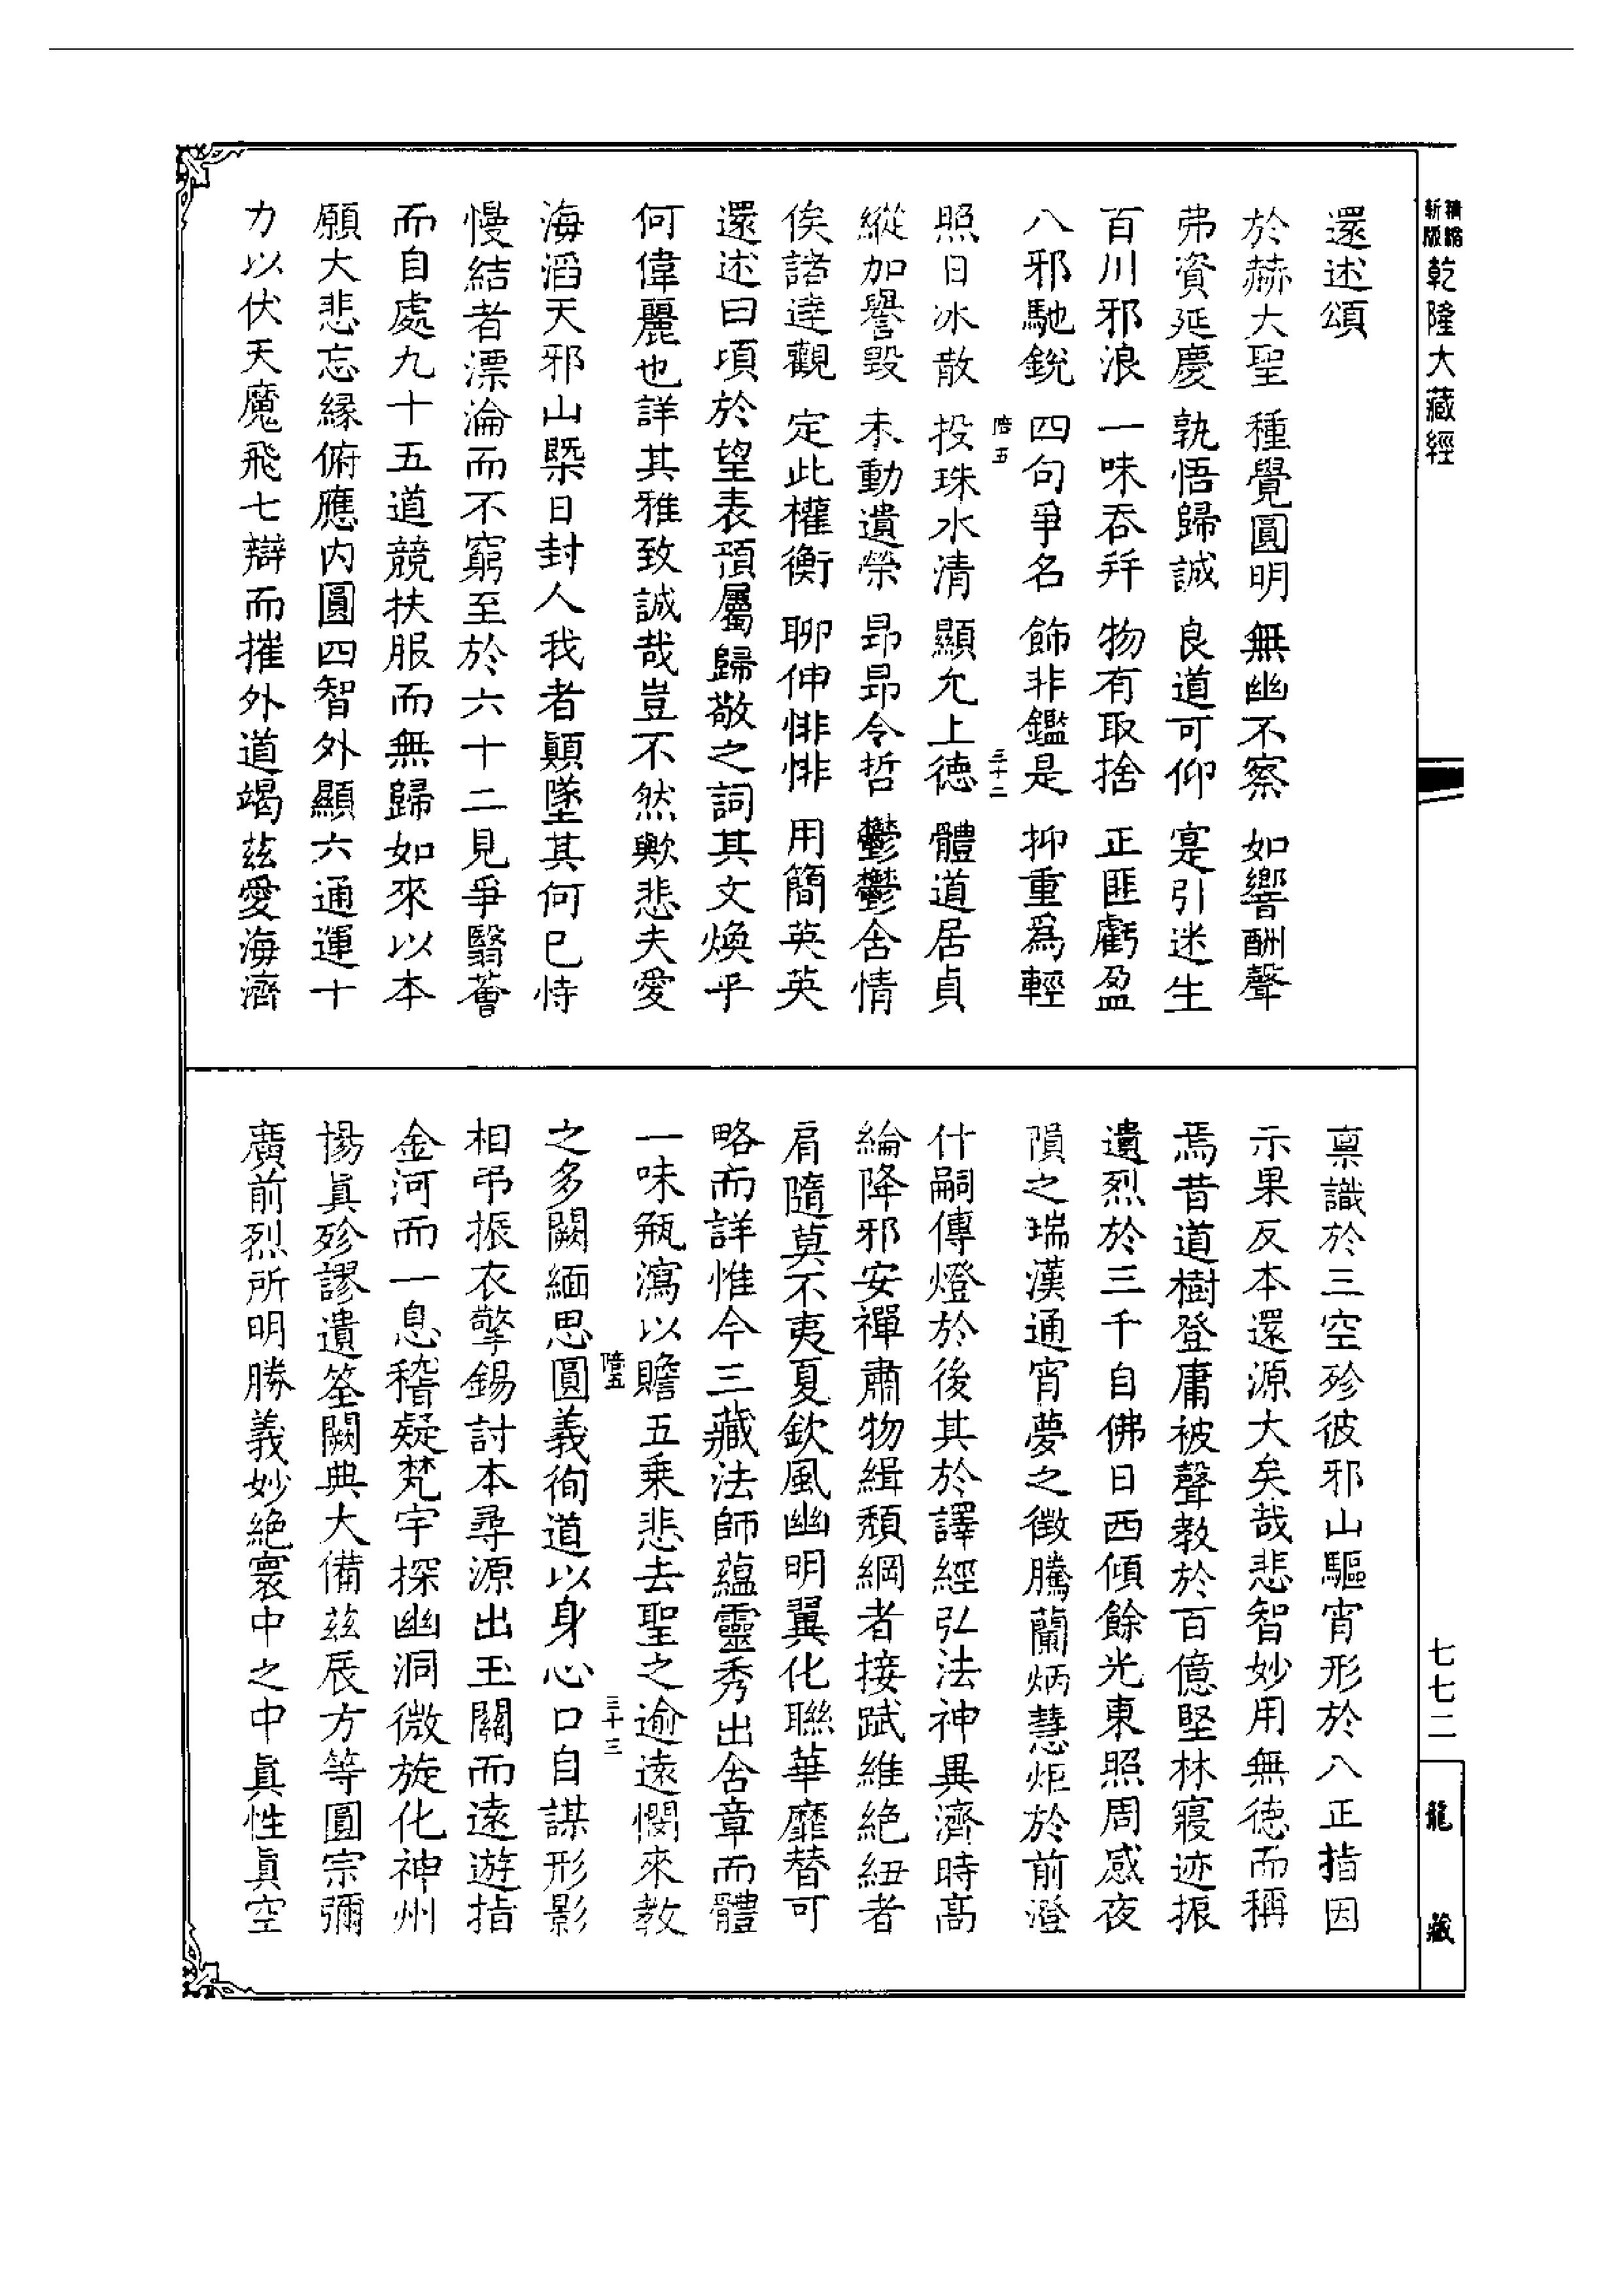 精縮
新版
乾隆大藏經
還述頌
於赫大聖 種覺圓明 無幽不察 如響酬聲
弗資延慶 孰悟歸誠 良道可仰 寔引迷生
百川邪浪 一味吞并 物有取捨 正匪虧盈
八邪馳銳 四句爭名 飾非鑑是 抑重爲輕
陪五 三十二
照日冰散 投珠水清 顯允上德 體道居貞
縱加譽毀 未動遺榮 昂昂令哲 鬱鬱含情
俟諸達觀 定此權衡 聊伸悱悱 用簡英英
還述曰頃於望表預屬歸敬之詞其文煥乎
何偉麗也詳其雅致誠哉豈不然歟悲夫愛
海滔天邪山槩日封人我者顛墜其何已恃
慢結者漂淪而不窮至於六十二見爭翳薈
而自處九十五道競扶服而無歸如來以本
願大悲忘緣俯應内圓四智外顯六通運十
力以伏天魔飛七辯而摧外道竭茲愛海濟
稟識於三空殄彼邪山驅宵形於八正指因
示果反本還源大矣哉悲智妙用無德而稱
焉昔道樹登庸被聲教於百億堅林寢迹振
遺烈於三千自佛日西傾餘光東照周感夜
隕之瑞漢通宵夢之徵騰蘭炳慧炬於前澄
什嗣傳燈於後其於譯經弘法神異濟時高
綸降邪安禪肅物緝頹綱者接武維絕紐者
肩隨莫不夷夏欽風幽明翼化聯華靡替可
略而詳惟今三藏法師蘊靈秀出含章而體
一味瓶瀉以贍五乘悲去聖之逾遠憫來教
陪五 三十三
之多闕緬思圓義徇道以身心口自謀形影
相弔振衣擎錫討本尋源出玉關而遠遊指
金河而一息稽疑梵宇探幽洞微旋化神州
揚眞殄謬遺筌闕典大備茲辰方等圓宗彌
廣前烈所明勝義妙絕寰中之中眞性眞空
七七二
龍藏